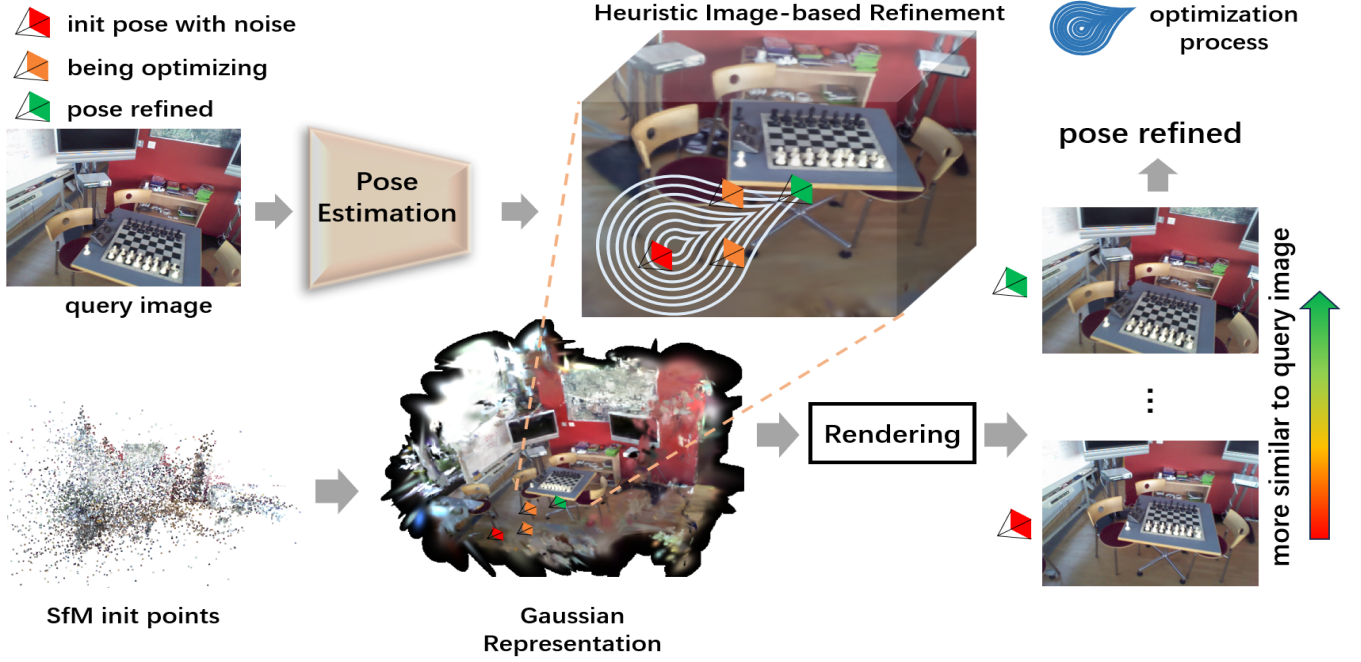 init pose with noise
being optimizing
pose refined
Heuristic Image-based Refinement
optimization
process
Pose
Estimation
query image
pose refined
more similar to query image
...
Rendering
SfM init points
Gaussian
Representation